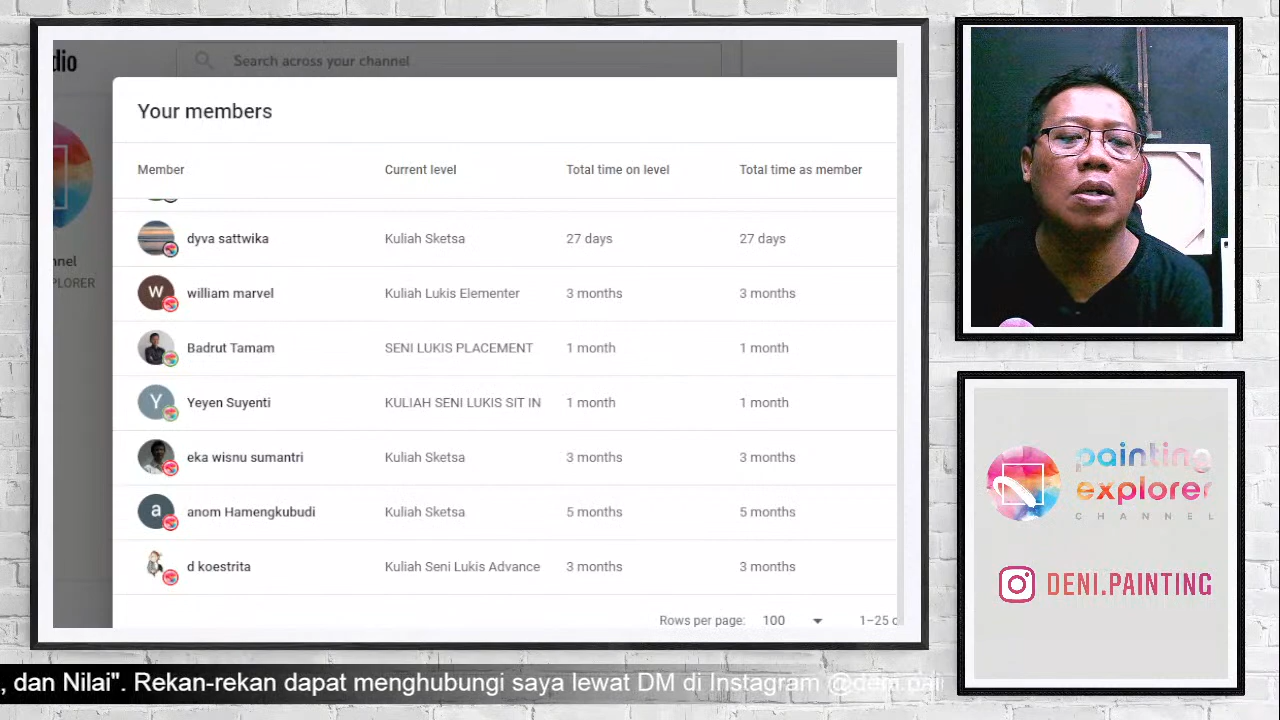 dio
Search across your channel
Your members
Member Current level Total time on level Total time as member
dyva sattwika Kuliah Sketsa 27 days 27 days
nnel
PLORER
W william marvel Kuliah Lukis Elementer 3 months 3 months
Badrut Tamam SENI LUKIS PLACEMENT 1 month 1 month
Y Yeyen Suyenti KULIAH SENI LUKIS SIT IN 1 month 1 month
eka wisnu sumantri Kuliah Sketsa 3 months 3 months
a anom Hamengkubudi Kuliah Sketsa 5 months 5 months
d koestrita Kuliah Seni Lukis Advance 3 months 3 months
Rows per page: 100 1–25
painting
explorer
CHANNEL
DENI.PAINTING
, dan Nilai". Rekan-rekan dapat menghubungi saya lewat DM di Instagram @deni.pai